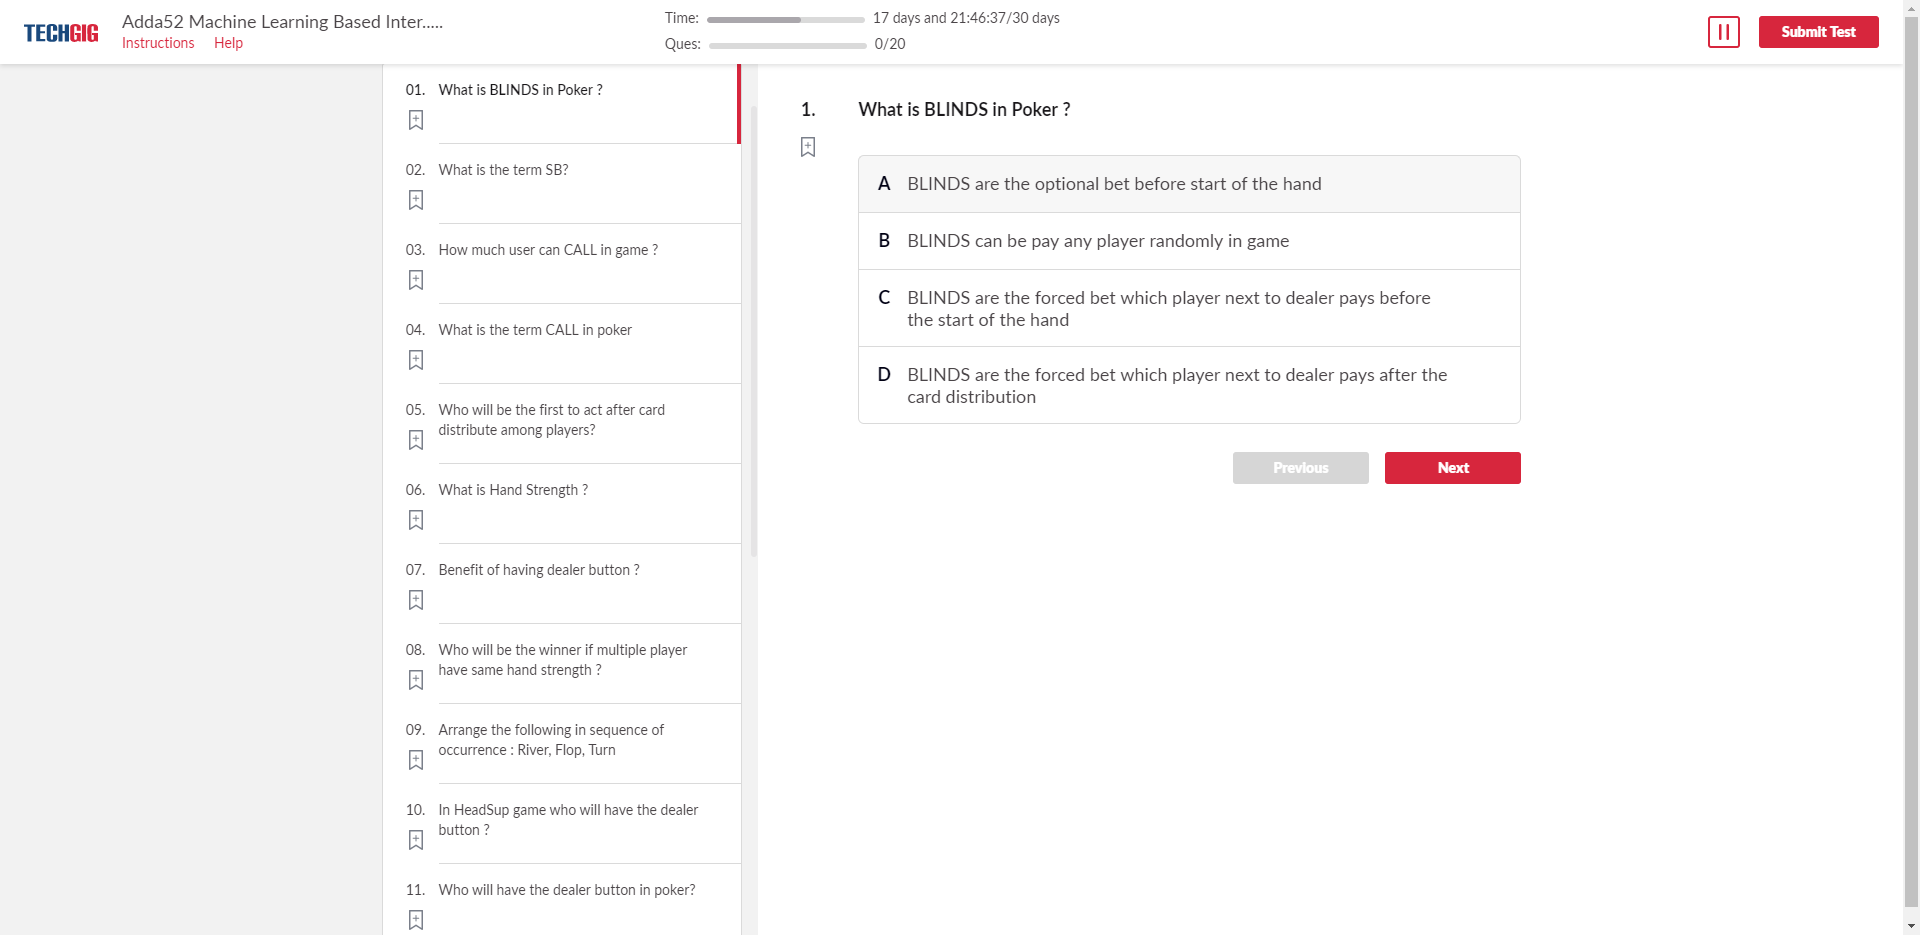 TECHGIG
Adda52 Machine Learning Based Inter.....
Instructions Help
Time: 17 days and 21:46:37/30 days
Ques: 0/20
Submit Test
01. What is BLINDS in Poker ?
02. What is the term SB?
03. How much user can CALL in game ?
04. What is the term CALL in poker
05. Who will be the first to act after card
distribute among players?
06. What is Hand Strength ?
07. Benefit of having dealer button ?
08. Who will be the winner if multiple player
have same hand strength ?
09. Arrange the following in sequence of
occurrence : River, Flop, Turn
10. In HeadSup game who will have the dealer
button ?
11. Who will have the dealer button in poker?
1. What is BLINDS in Poker ?
A BLINDS are the optional bet before start of the hand
B BLINDS can be pay any player randomly in game
C BLINDS are the forced bet which player next to dealer pays before
the start of the hand
D BLINDS are the forced bet which player next to dealer pays after the
card distribution
Previous Next